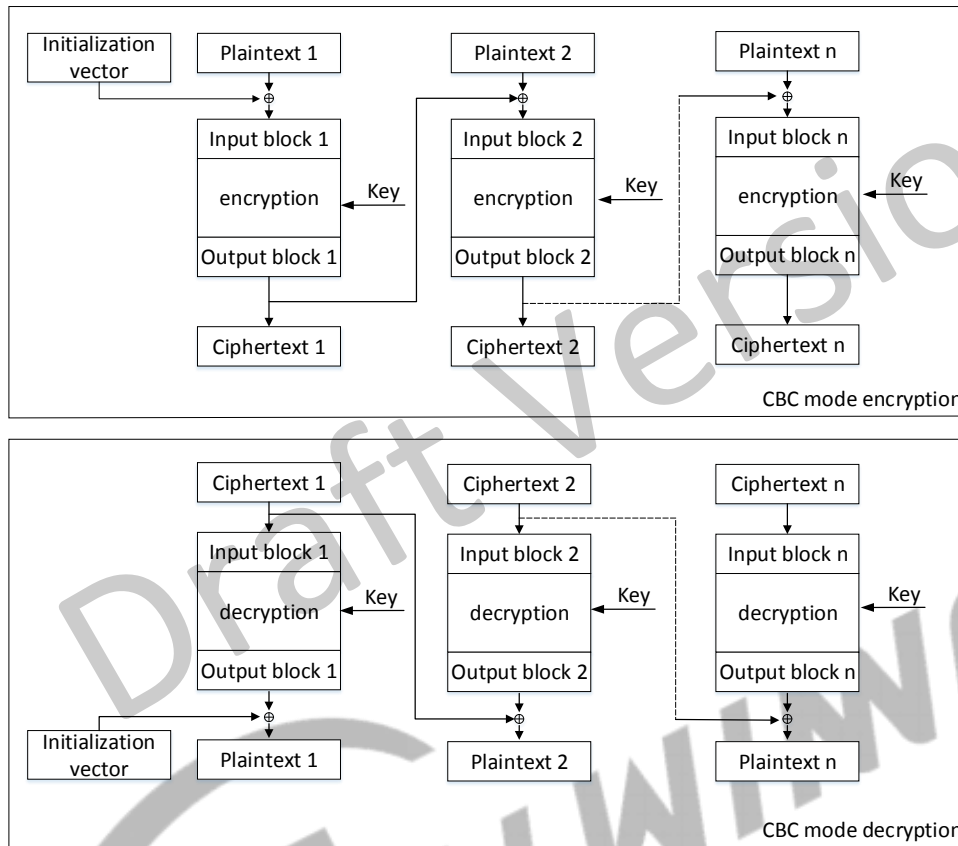 Initialization
vector
Plaintext 1
Plaintext 2
Plaintext n
Input block 1
Input block 2
Input block n
encryption
Key
encryption
Key
encryption
Key
Output block 1
Output block 2
Output block n
Ciphertext 1
Ciphertext 2
Ciphertext n
CBC mode encryption
Ciphertext 1
Ciphertext 2
Ciphertext n
Input block 1
Input block 2
Input block n
decryption
Key
decryption
Key
decryption
Key
Output block 1
Output block 2
Output block n
Initialization
vector
Plaintext 1
Plaintext 2
Plaintext n
CBC mode decryption
Draft Versio